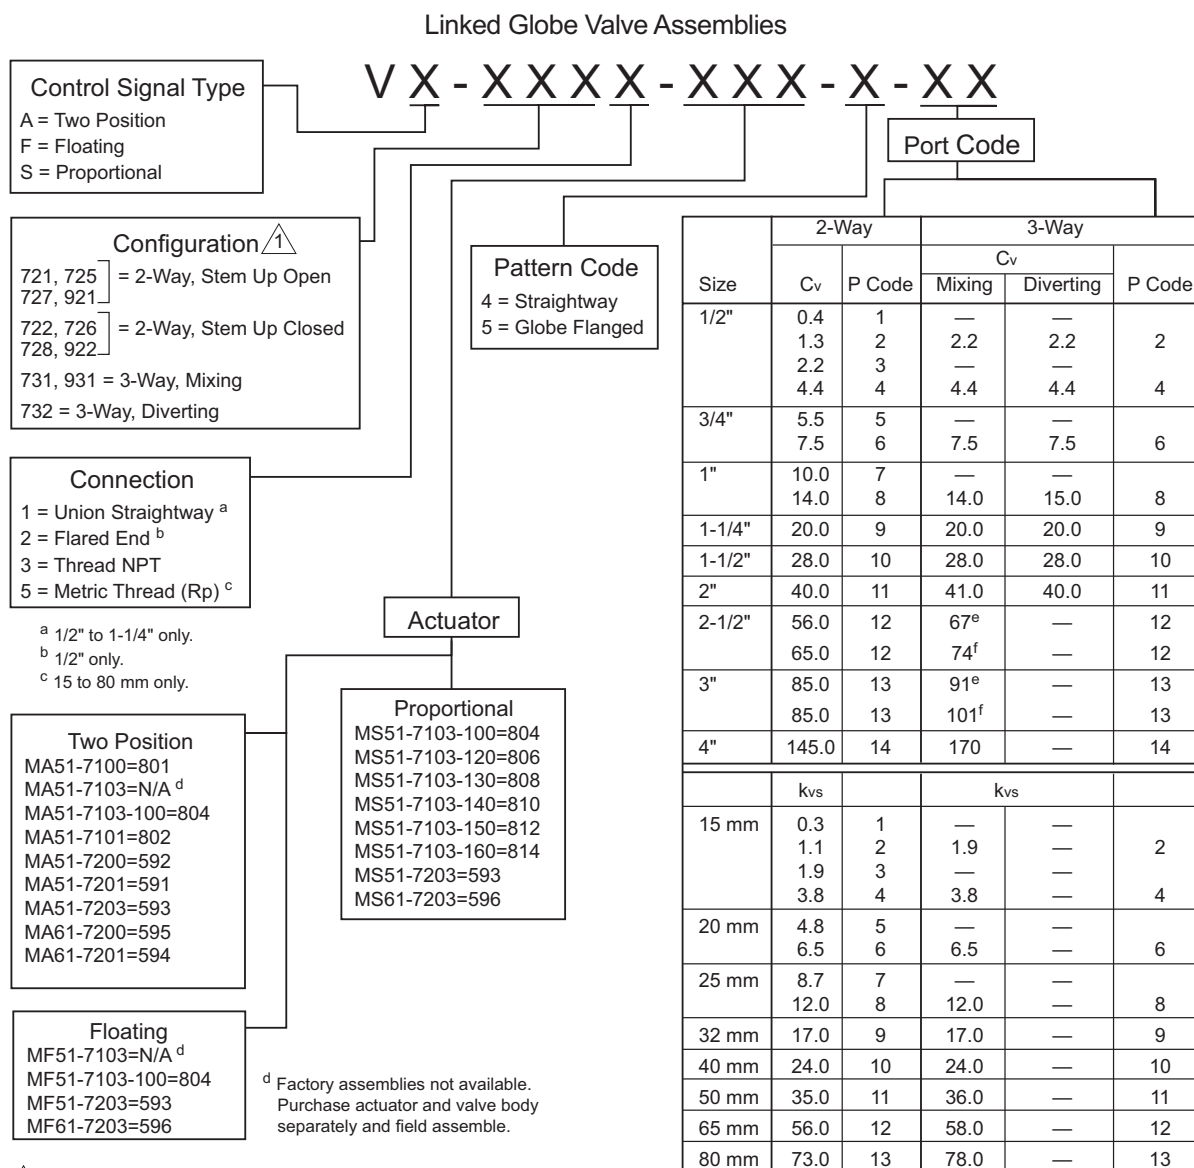 Linked Globe Valve Assemblies
V X - X X X X - X X X - X - X X
Control Signal Type
A = Two Position
F = Floating
S = Proportional
Configuration 1
721, 725
727, 921 = 2-Way, Stem Up Open
722, 726
728, 922 = 2-Way, Stem Up Closed
731, 931 = 3-Way, Mixing
732 = 3-Way, Diverting
Connection
1 = Union Straightway a
2 = Flared End b
3 = Thread NPT
5 = Metric Thread (Rp) c
a 1/2" to 1-1/4" only.
b 1/2" only.
c 15 to 80 mm only.
Pattern Code
4 = Straightway
5 = Globe Flanged
Actuator
Two Position
MA51-7100=801
MA51-7103=N/A d
MA51-7103-100=804
MA51-7101=802
MA51-7200=592
MA51-7201=591
MA51-7203=593
MA61-7200=595
MA61-7201=594
Proportional
MS51-7103-100=804
MS51-7103-120=806
MS51-7103-130=808
MS51-7103-140=810
MS51-7103-150=812
MS51-7103-160=814
MS51-7203=593
MS61-7203=596
Floating
MF51-7103=N/A d
MF51-7103-100=804
MF51-7203=593
MF61-7203=596
d Factory assemblies not available.
Purchase actuator and valve body
separately and field assemble.
Port Code
2-Way 3-Way
Cv
Size Cv P Code Mixing Diverting P Code
1/2" 0.4 1 — —
1.3 2 2.2 2.2 2
2.2 3 — —
4.4 4 4.4 4.4 4
3/4" 5.5 5 — —
7.5 6 7.5 7.5 6
1" 10.0 7 — —
14.0 8 14.0 15.0 8
1-1/4" 20.0 9 20.0 20.0 9
1-1/2" 28.0 10 28.0 28.0 10
2" 40.0 11 41.0 40.0 11
2-1/2" 56.0 12 67e — 12
65.0 12 74f — 12
3" 85.0 13 91e — 13
85.0 13 101f — 13
4" 145.0 14 170 — 14
kvs kvs
15 mm 0.3 1 — —
1.1 2 1.9 — 2
1.9 3 — —
3.8 4 3.8 — 4
20 mm 4.8 5 — —
6.5 6 6.5 — 6
25 mm 8.7 7 — —
12.0 8 12.0 — 8
32 mm 17.0 9 17.0 — 9
40 mm 24.0 10 24.0 — 10
50 mm 35.0 11 36.0 — 11
65 mm 56.0 12 58.0 — 12
80 mm 73.0 13 78.0 — 13